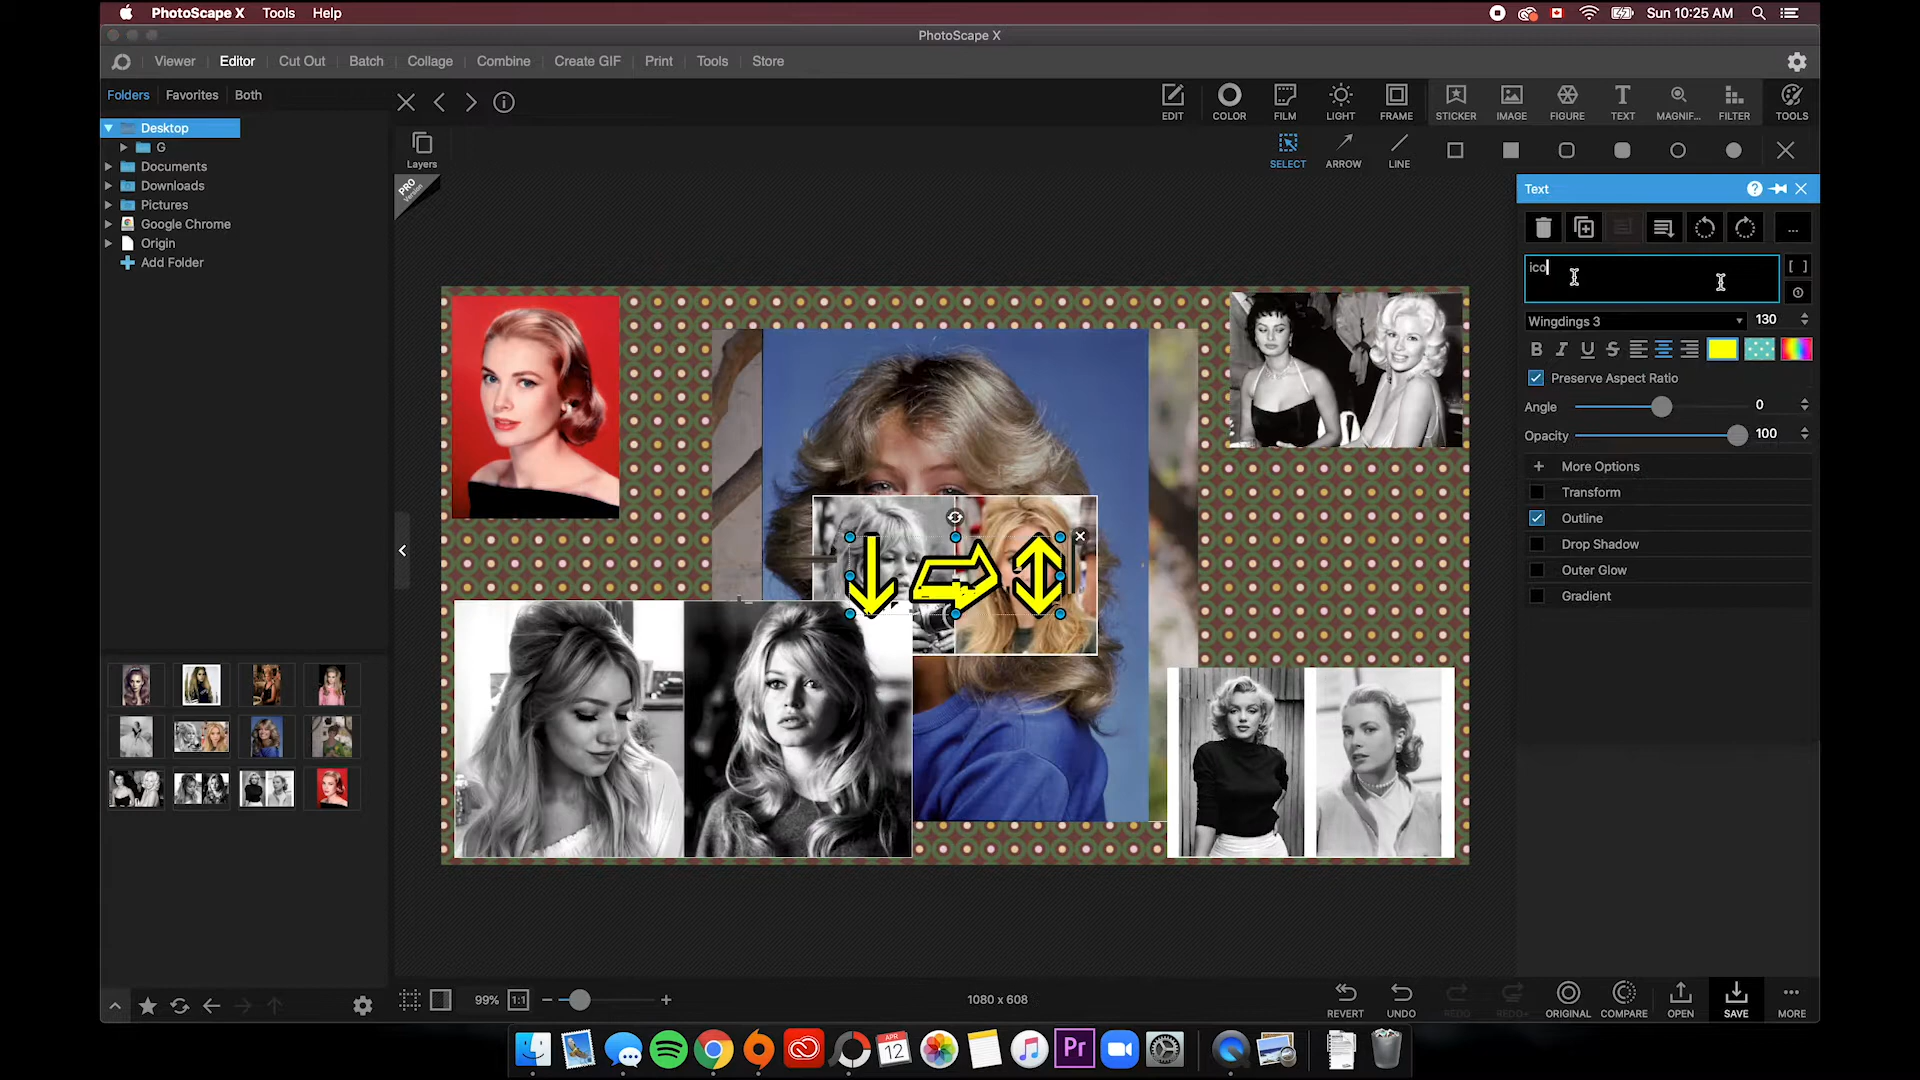 PhotoScape X Tools Help
Sun 10:25 AM
PhotoScape X
Viewer Editor Cut Out Batch Collage Combine Create GIF Print Tools Store
Folders Favorites Both
EDIT COLOR FILM LIGHT FRAME STICKER IMAGE FIGURE TEXT MAGNIF... FILTER TOOLS
Desktop
G
Documents
Downloads
Pictures
Google Chrome
Origin
Add Folder
Layers
SELECT ARROW LINE
PRO
Version
Text
...
ico
[ ]
Wingdings 3 130
B I U S
Preserve Aspect Ratio
Angle 0
Opacity 100
More Options
Transform
Outline
Drop Shadow
Outer Glow
Gradient
99% 1:1
1080 x 608
REVERT UNDO REDO REDO+ ORIGINAL COMPARE OPEN SAVE MORE
APR
12
Pr